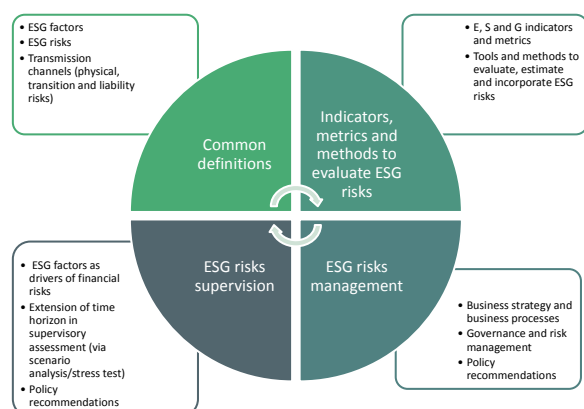 • ESG factors
• ESG risks
• Transmission
channels (physical,
transition and liability
risks)
• E, S and G indicators
and metrics
• Tools and methods to
evaluate, estimate
and incorporate ESG
risks
Common
definitions
Indicators,
metrics and
methods to
evaluate ESG
risks
ESG risks
supervision
ESG risks
management
• ESG factors as
drivers of financial
risks
• Extension of time
horizon in
supervisory
assessment (via
scenario
analysis/stress test)
• Policy
recommendations
• Business strategy and
business processes
• Governance and risk
management
• Policy
recommendations